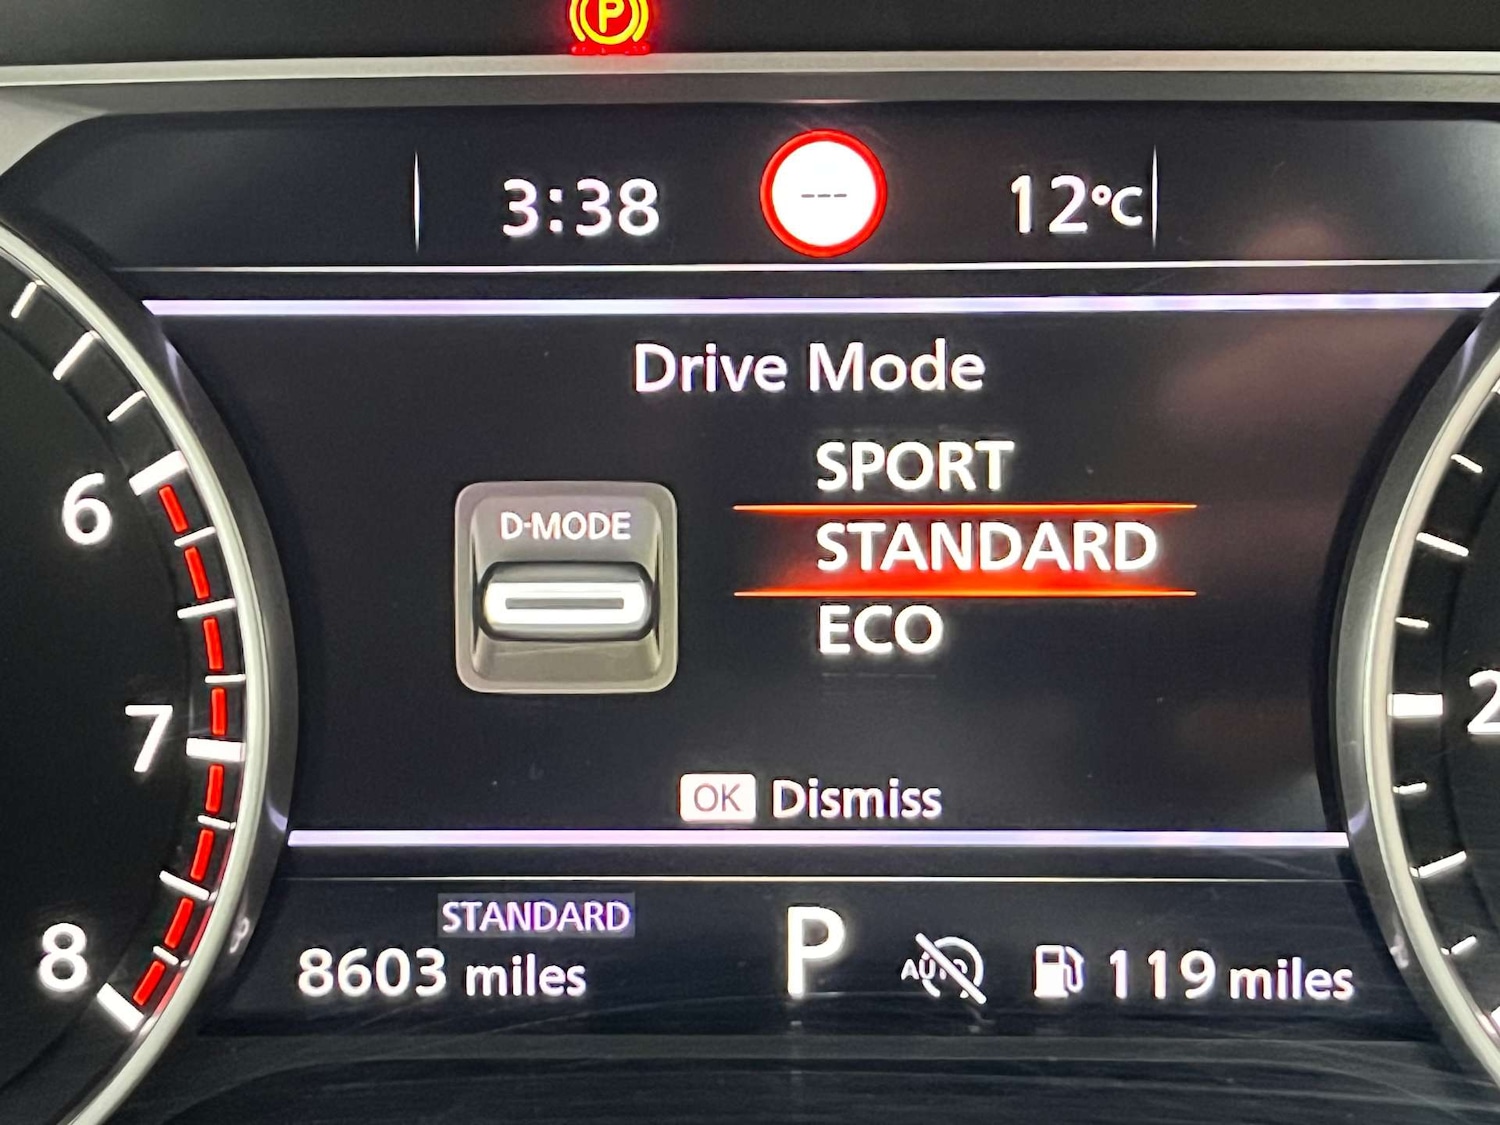 P
3:38 --- 12°C
Drive Mode
SPORT
D-MODE
STANDARD
ECO
6
7
2
OK Dismiss
STANDARD
8603 miles P AUTO 119 miles
8